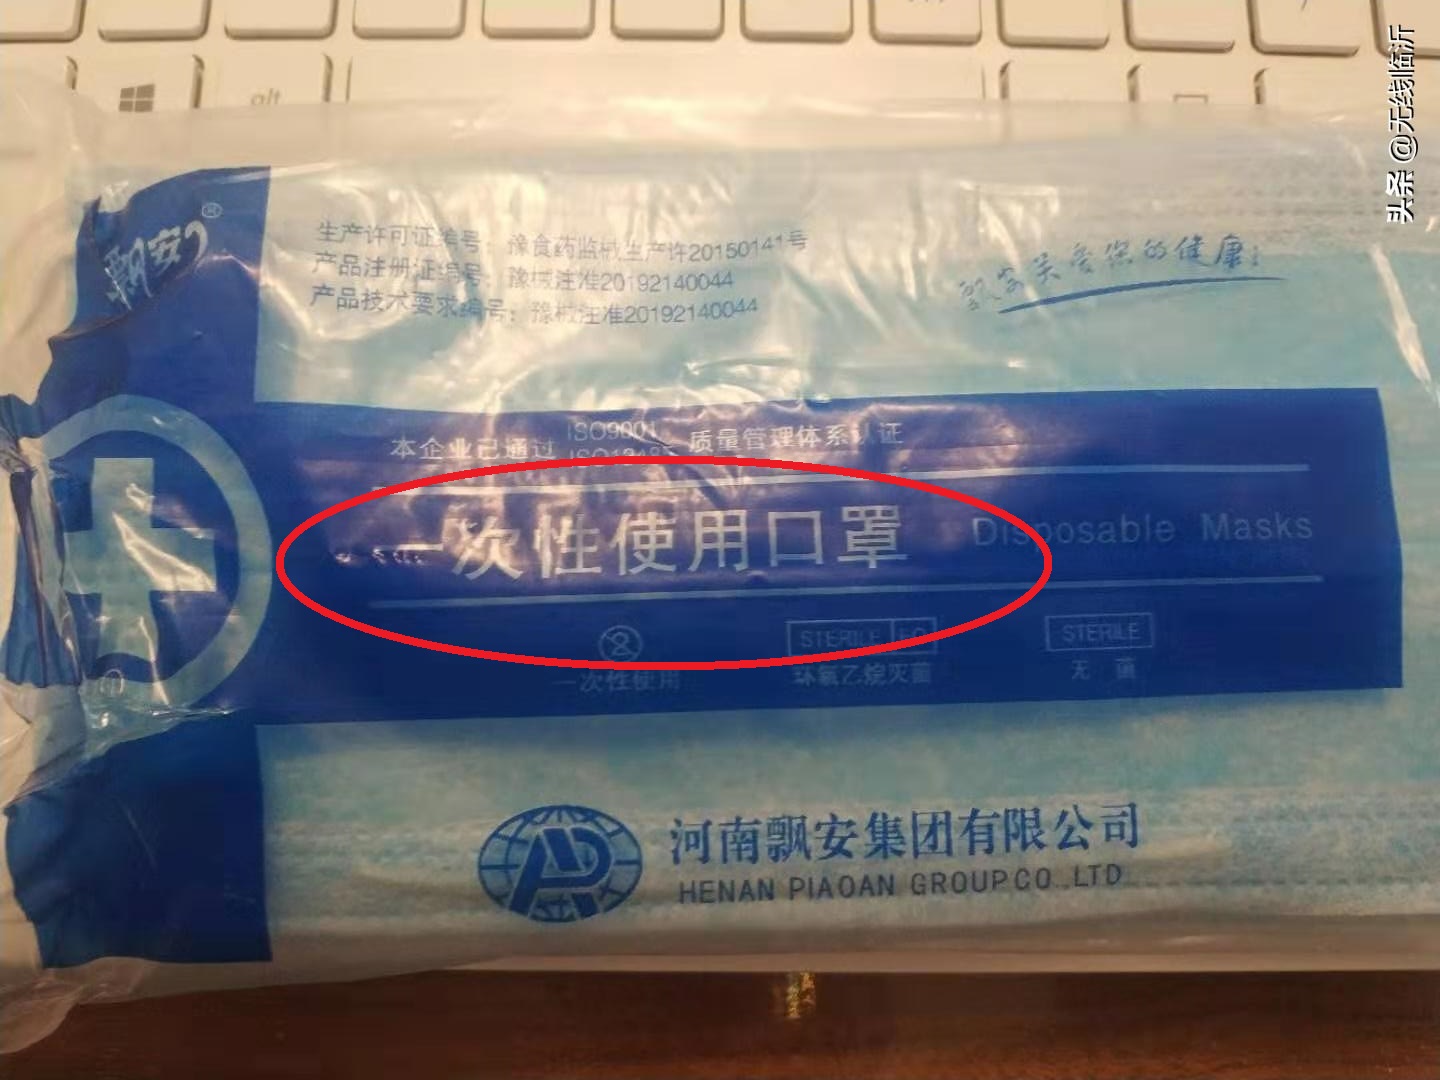 头条 @无线临沂
alt
飘安®
生产许可证编号：豫食药监械生产许20150141号
产品注册证编号：豫械注准20192140044
产品技术要求编号：豫械注准20192140044
飘安关爱您的健康！
本企业已通过 ISO9001 质量管理体系认证
一次性使用口罩 Disposable Masks
STERILE EO
STERILE
一次性使用 环氧乙烷灭菌 无 菌
河南飘安集团有限公司
HENAN PIAOAN GROUP CO.,LTD